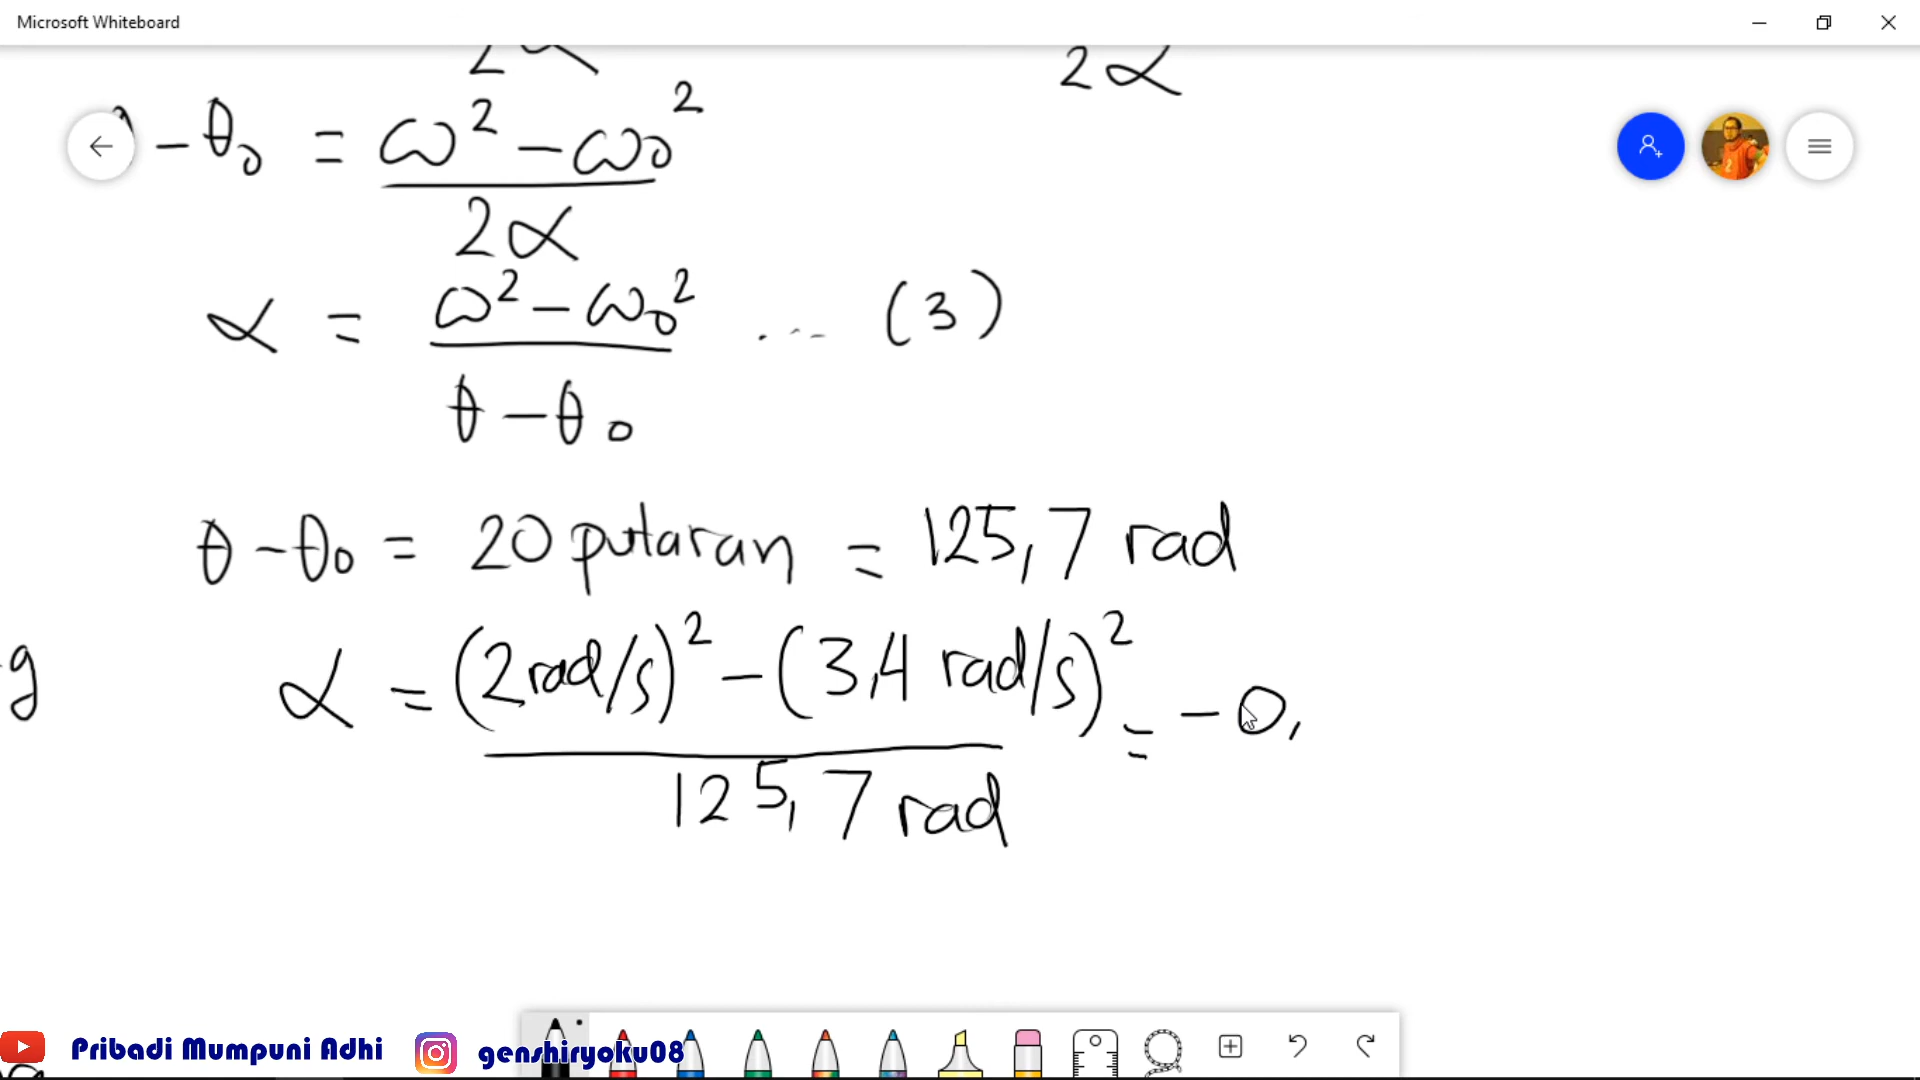 Microsoft Whiteboard
2α
2α
- θ₀ = ω² - ω₀²
2α
α = ω² - ω₀² ... (3)
θ - θ₀
θ - θ₀ = 20 putaran = 125,7 rad
g
α = (2 rad/s)² - (3,4 rad/s)² = - 0,
125,7 rad
Pribadi Mumpuni Adhi
genshiryoku08